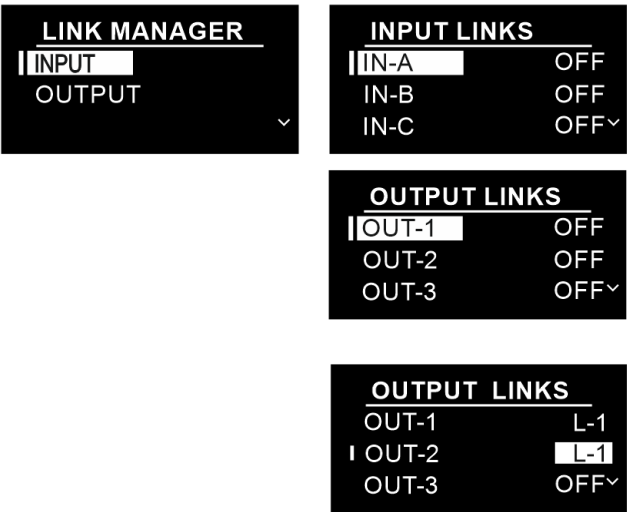 LINK MANAGER
INPUT
OUTPUT
INPUT LINKS
IN-A OFF
IN-B OFF
IN-C OFF
OUTPUT LINKS
OUT-1 OFF
OUT-2 OFF
OUT-3 OFF
OUTPUT LINKS
OUT-1 L-1
OUT-2 L-1
OUT-3 OFF